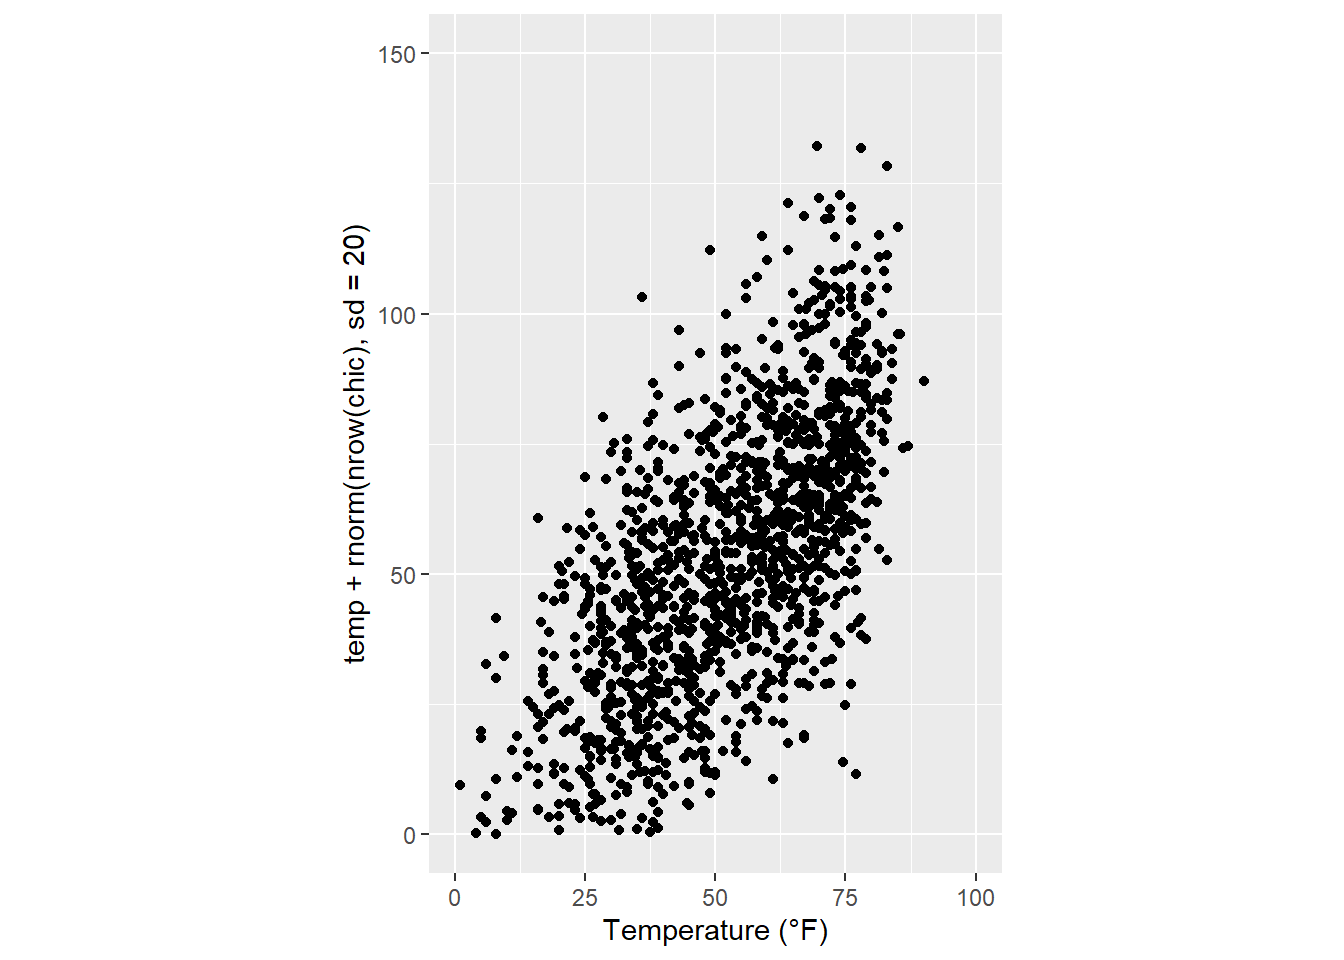 150
100
50
0
temp + rnorm(nrow(chic), sd = 20)
0 25 50 75 100
Temperature (°F)